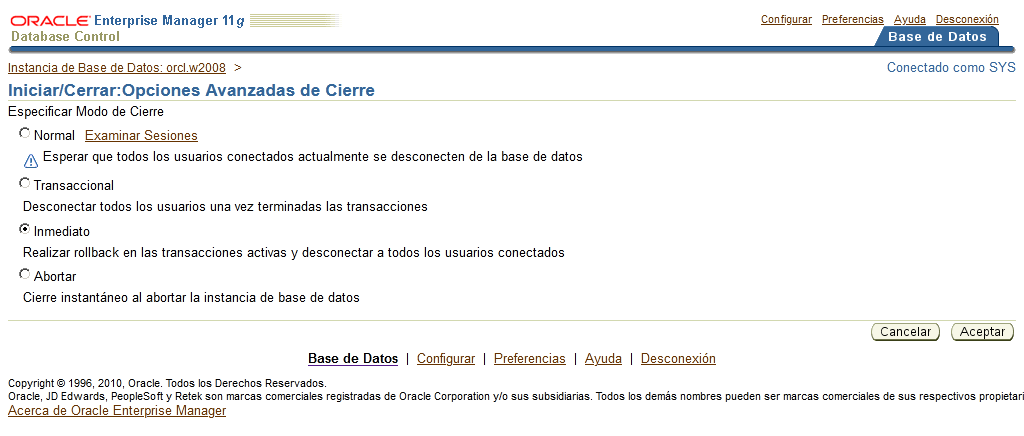 ORACLE Enterprise Manager 11g
Configurar Preferencias Ayuda Desconexión
Database Control
Base de Datos
Instancia de Base de Datos: orcl.w2008 >
Conectado como SYS
Iniciar/Cerrar:Opciones Avanzadas de Cierre
Especificar Modo de Cierre
Normal Examinar Sesiones
Esperar que todos los usuarios conectados actualmente se desconecten de la base de datos
Transaccional
Desconectar todos los usuarios una vez terminadas las transacciones
Inmediato
Realizar rollback en las transacciones activas y desconectar a todos los usuarios conectados
Abortar
Cierre instantáneo al abortar la instancia de base de datos
Cancelar Aceptar
Base de Datos | Configurar | Preferencias | Ayuda | Desconexión
Copyright © 1996, 2010, Oracle. Todos los Derechos Reservados.
Oracle, JD Edwards, PeopleSoft y Retek son marcas comerciales registradas de Oracle Corporation y/o sus subsidiarias. Todos los demás nombres pueden ser marcas comerciales de sus respectivos propietari
Acerca de Oracle Enterprise Manager